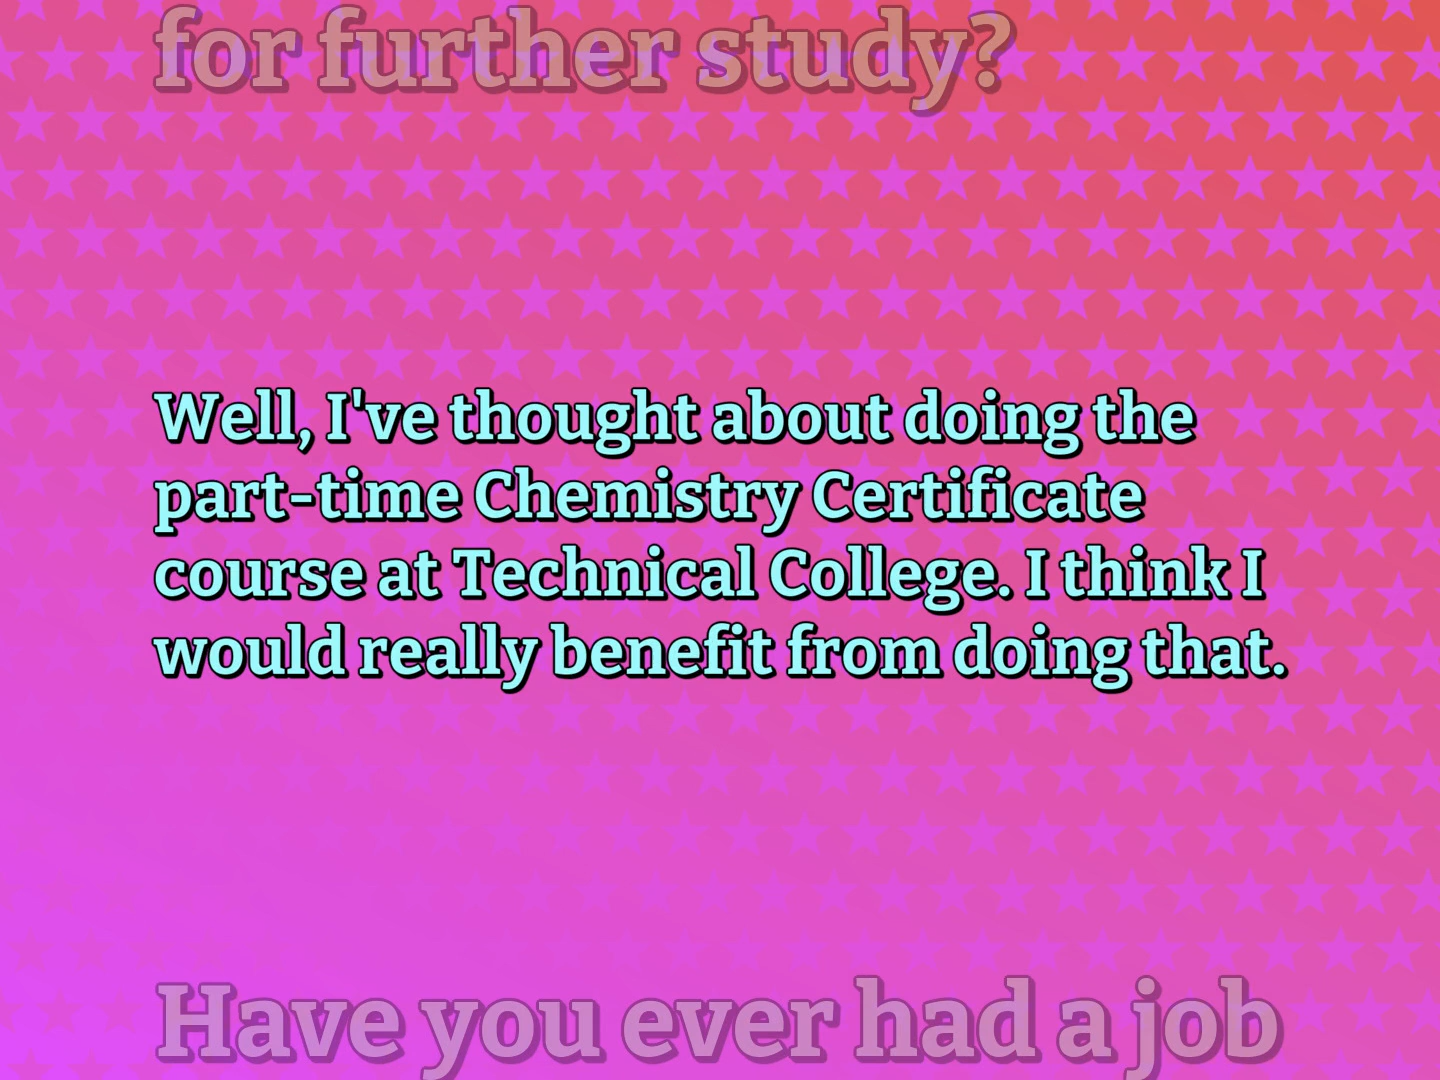 for further study?
Well, I've thought about doing the
part-time Chemistry Certificate
course at Technical College. I think I
would really benefit from doing that.
Have you ever had a job